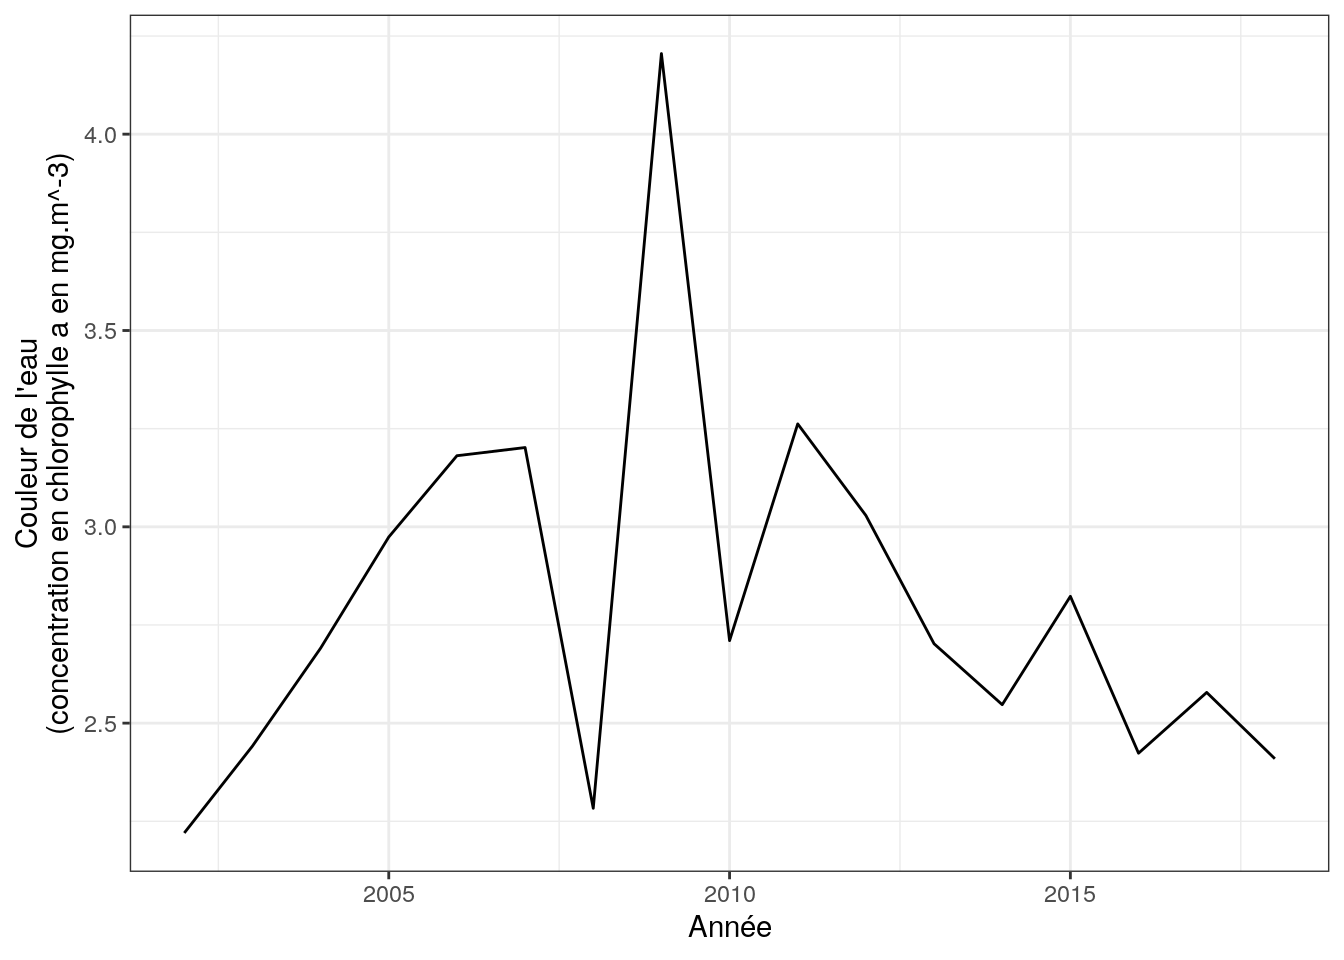 Couleur de l'eau
(concentration en chlorophylle a en mg.m^-3)
4.0
3.5
3.0
2.5
2005
2010
2015
Année